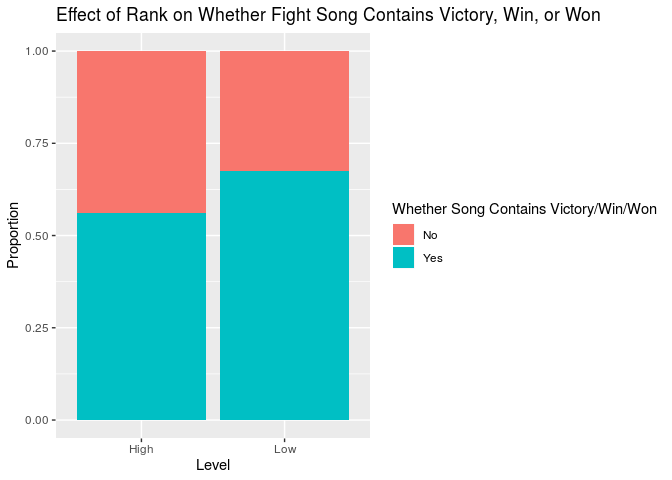 Effect of Rank on Whether Fight Song Contains Victory, Win, or Won
1.00
0.75
0.50
0.25
0.00
Proportion
High
Low
Level
Whether Song Contains Victory/Win/Won
No
Yes